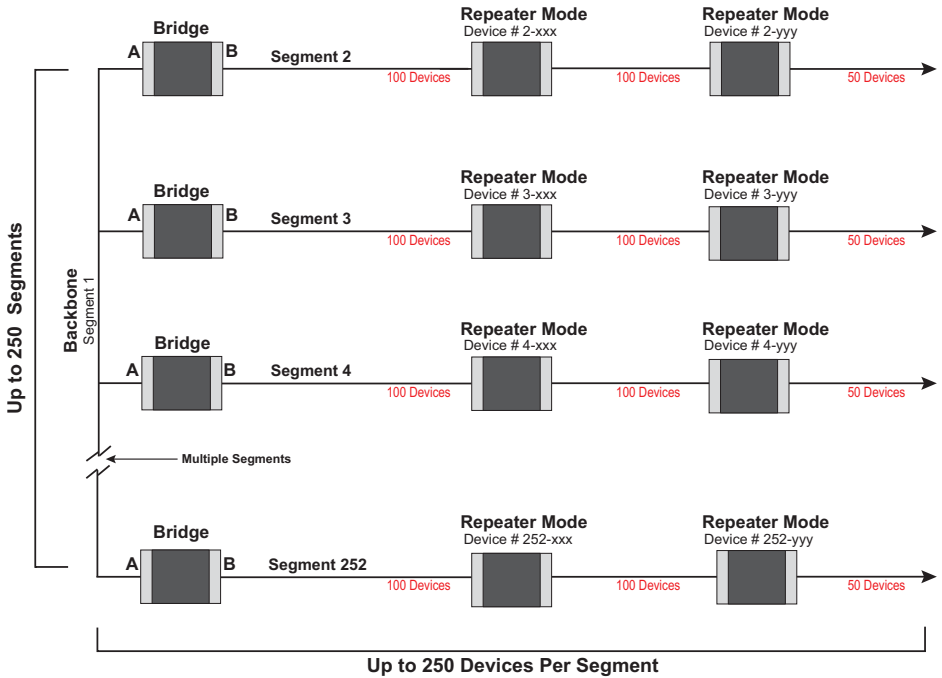 Repeater Mode
Device # 2-xxx
Repeater Mode
Device # 2-yyy
Bridge
A
B
Segment 2
100 Devices
100 Devices
50 Devices
Repeater Mode
Device # 3-xxx
Repeater Mode
Device # 3-yyy
Bridge
A
B
Segment 3
100 Devices
100 Devices
50 Devices
Up to 250 Segments
Backbone
Segment 1
Repeater Mode
Device # 4-xxx
Repeater Mode
Device # 4-yyy
Bridge
A
B
Segment 4
100 Devices
100 Devices
50 Devices
Multiple Segments
Repeater Mode
Device # 252-xxx
Repeater Mode
Device # 252-yyy
Bridge
A
B
Segment 252
100 Devices
100 Devices
50 Devices
Up to 250 Devices Per Segment